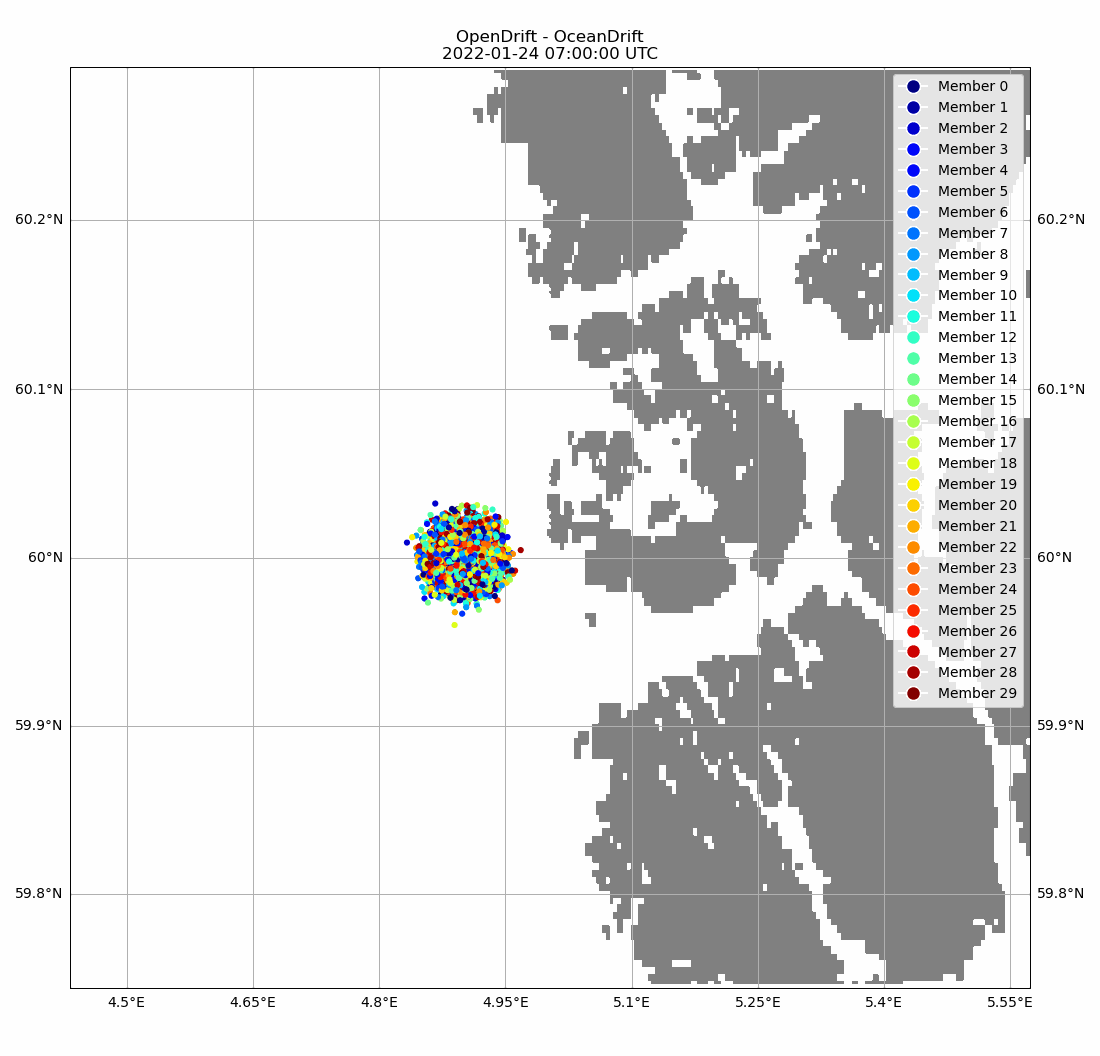 OpenDrift - OceanDrift
2022-01-24 07:00:00 UTC
Member 0
Member 1
Member 2
Member 3
Member 4
Member 5
Member 6
Member 7
Member 8
Member 9
Member 10
Member 11
Member 12
Member 13
Member 14
Member 15
Member 16
Member 17
Member 18
Member 19
Member 20
Member 21
Member 22
Member 23
Member 24
Member 25
Member 26
Member 27
Member 28
Member 29
60.2°N 60.2°N
60.1°N 60.1°N
60°N 60°N
59.9°N 59.9°N
59.8°N 59.8°N
4.5°E 4.65°E 4.8°E 4.95°E 5.1°E 5.25°E 5.4°E 5.55°E